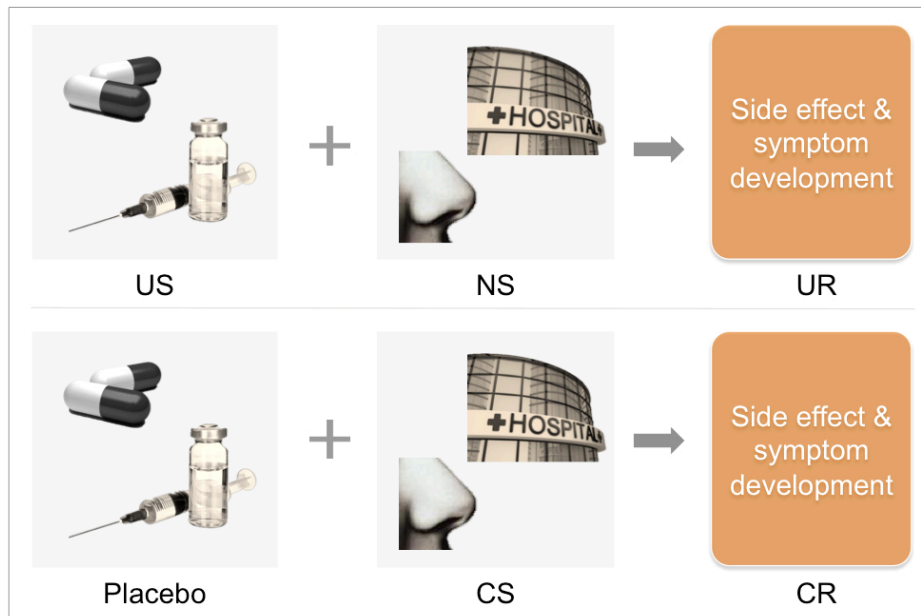 ✚HOSPITAL✚
Side effect &
symptom
development
US
NS
UR
✚HOSPITAL✚
Side effect &
symptom
development
Placebo
CS
CR